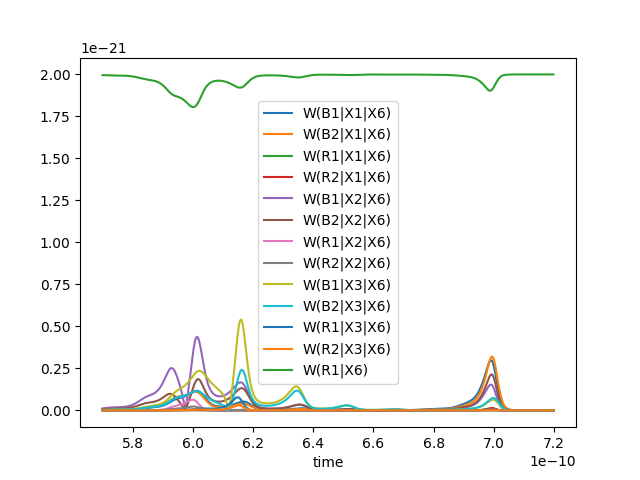 1e−21
2.00
1.75
1.50
1.25
1.00
0.75
0.50
0.25
0.00
W(B1|X1|X6)
W(B2|X1|X6)
W(R1|X1|X6)
W(R2|X1|X6)
W(B1|X2|X6)
W(B2|X2|X6)
W(R1|X2|X6)
W(R2|X2|X6)
W(B1|X3|X6)
W(B2|X3|X6)
W(R1|X3|X6)
W(R2|X3|X6)
W(R1|X6)
5.8 6.0 6.2 6.4 6.6 6.8 7.0 7.2
time
1e−10